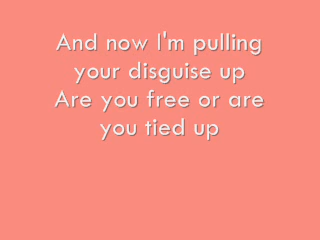 And now I'm pulling
your disguise up
Are you free or are
you tied up